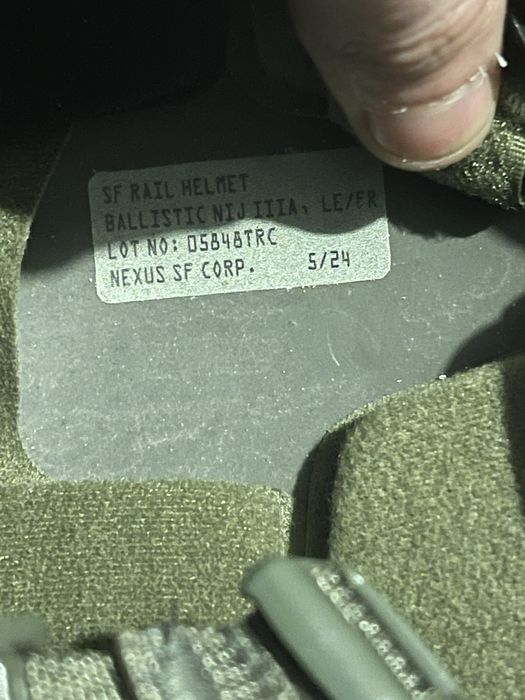 SF RAIL HELMET
BALLISTIC NIJ IIIA, LE/FR
LOT NO: 05848TRC
NEXUS SF CORP. 5/24